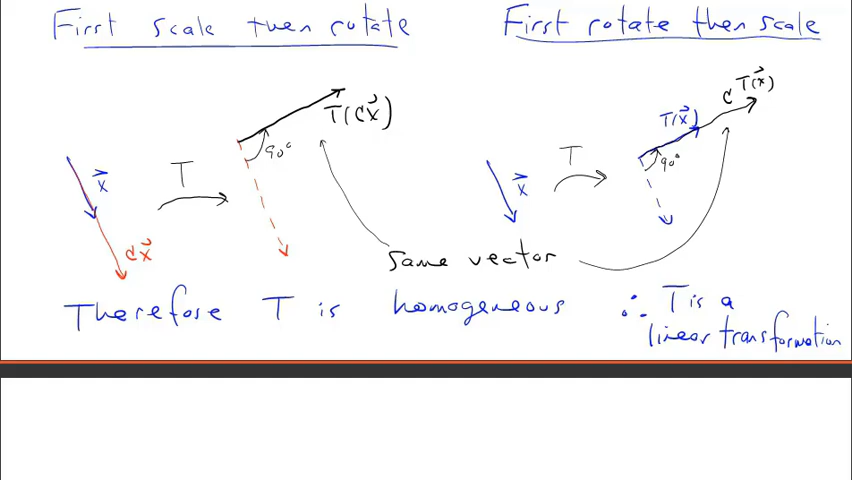 First scale then rotate
x⃗
cx⃗
T
90°
T(cx⃗)
First rotate then scale
x⃗
T
T(x⃗)
90°
c T(x⃗)
Same vector
Therefore T is homogeneous
∴ T is a
linear transformation